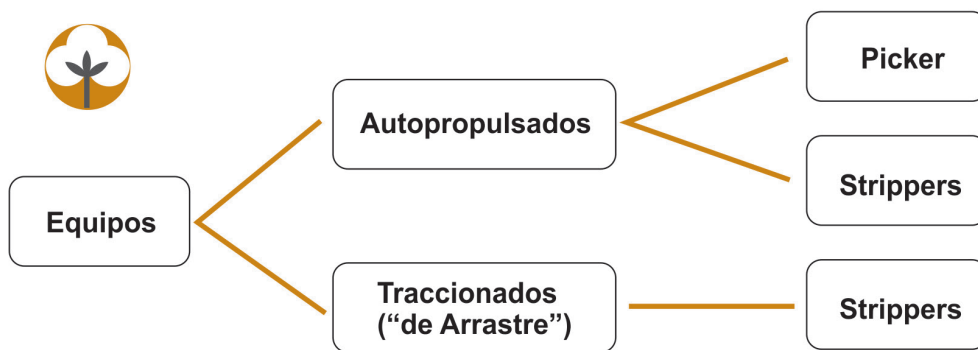 Equipos
Autopropulsados
Traccionados
(“de Arrastre”)
Picker
Strippers
Strippers